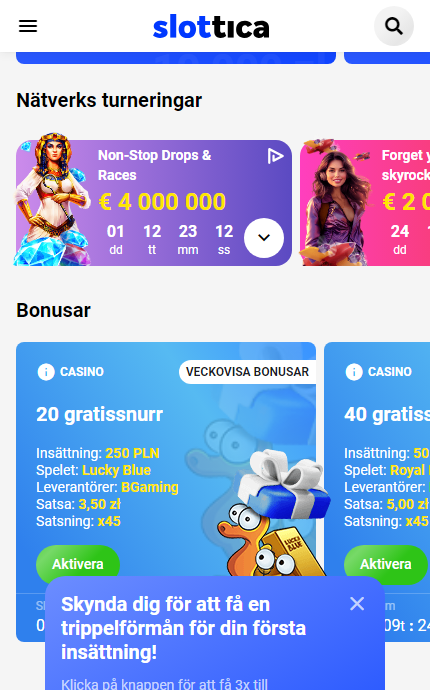 slottica
Nätverks turneringar
Non-Stop Drops &
Races
€ 4 000 000
01 12 23 12
dd tt mm ss
Forget y
skyrock
€ 2 0
24
dd
Bonusar
CASINO
VECKOVISA BONUSAR
20 gratissnurr
Insättning: 250 PLN
Spelet: Lucky Blue
Leverantörer: BGaming
Satsa: 3,50 zł
Satsning: x45
Aktivera
LUCKY
BLUE
CASINO
40 gratiss
Insättning: 50
Spelet: Royal
Leverantörer:
Satsa: 5,00 zł
Satsning: x45
Aktivera
09t : 24
Skynda dig för att få en
trippelförmån för din första
insättning!
Klicka på knappen för att få 3x till